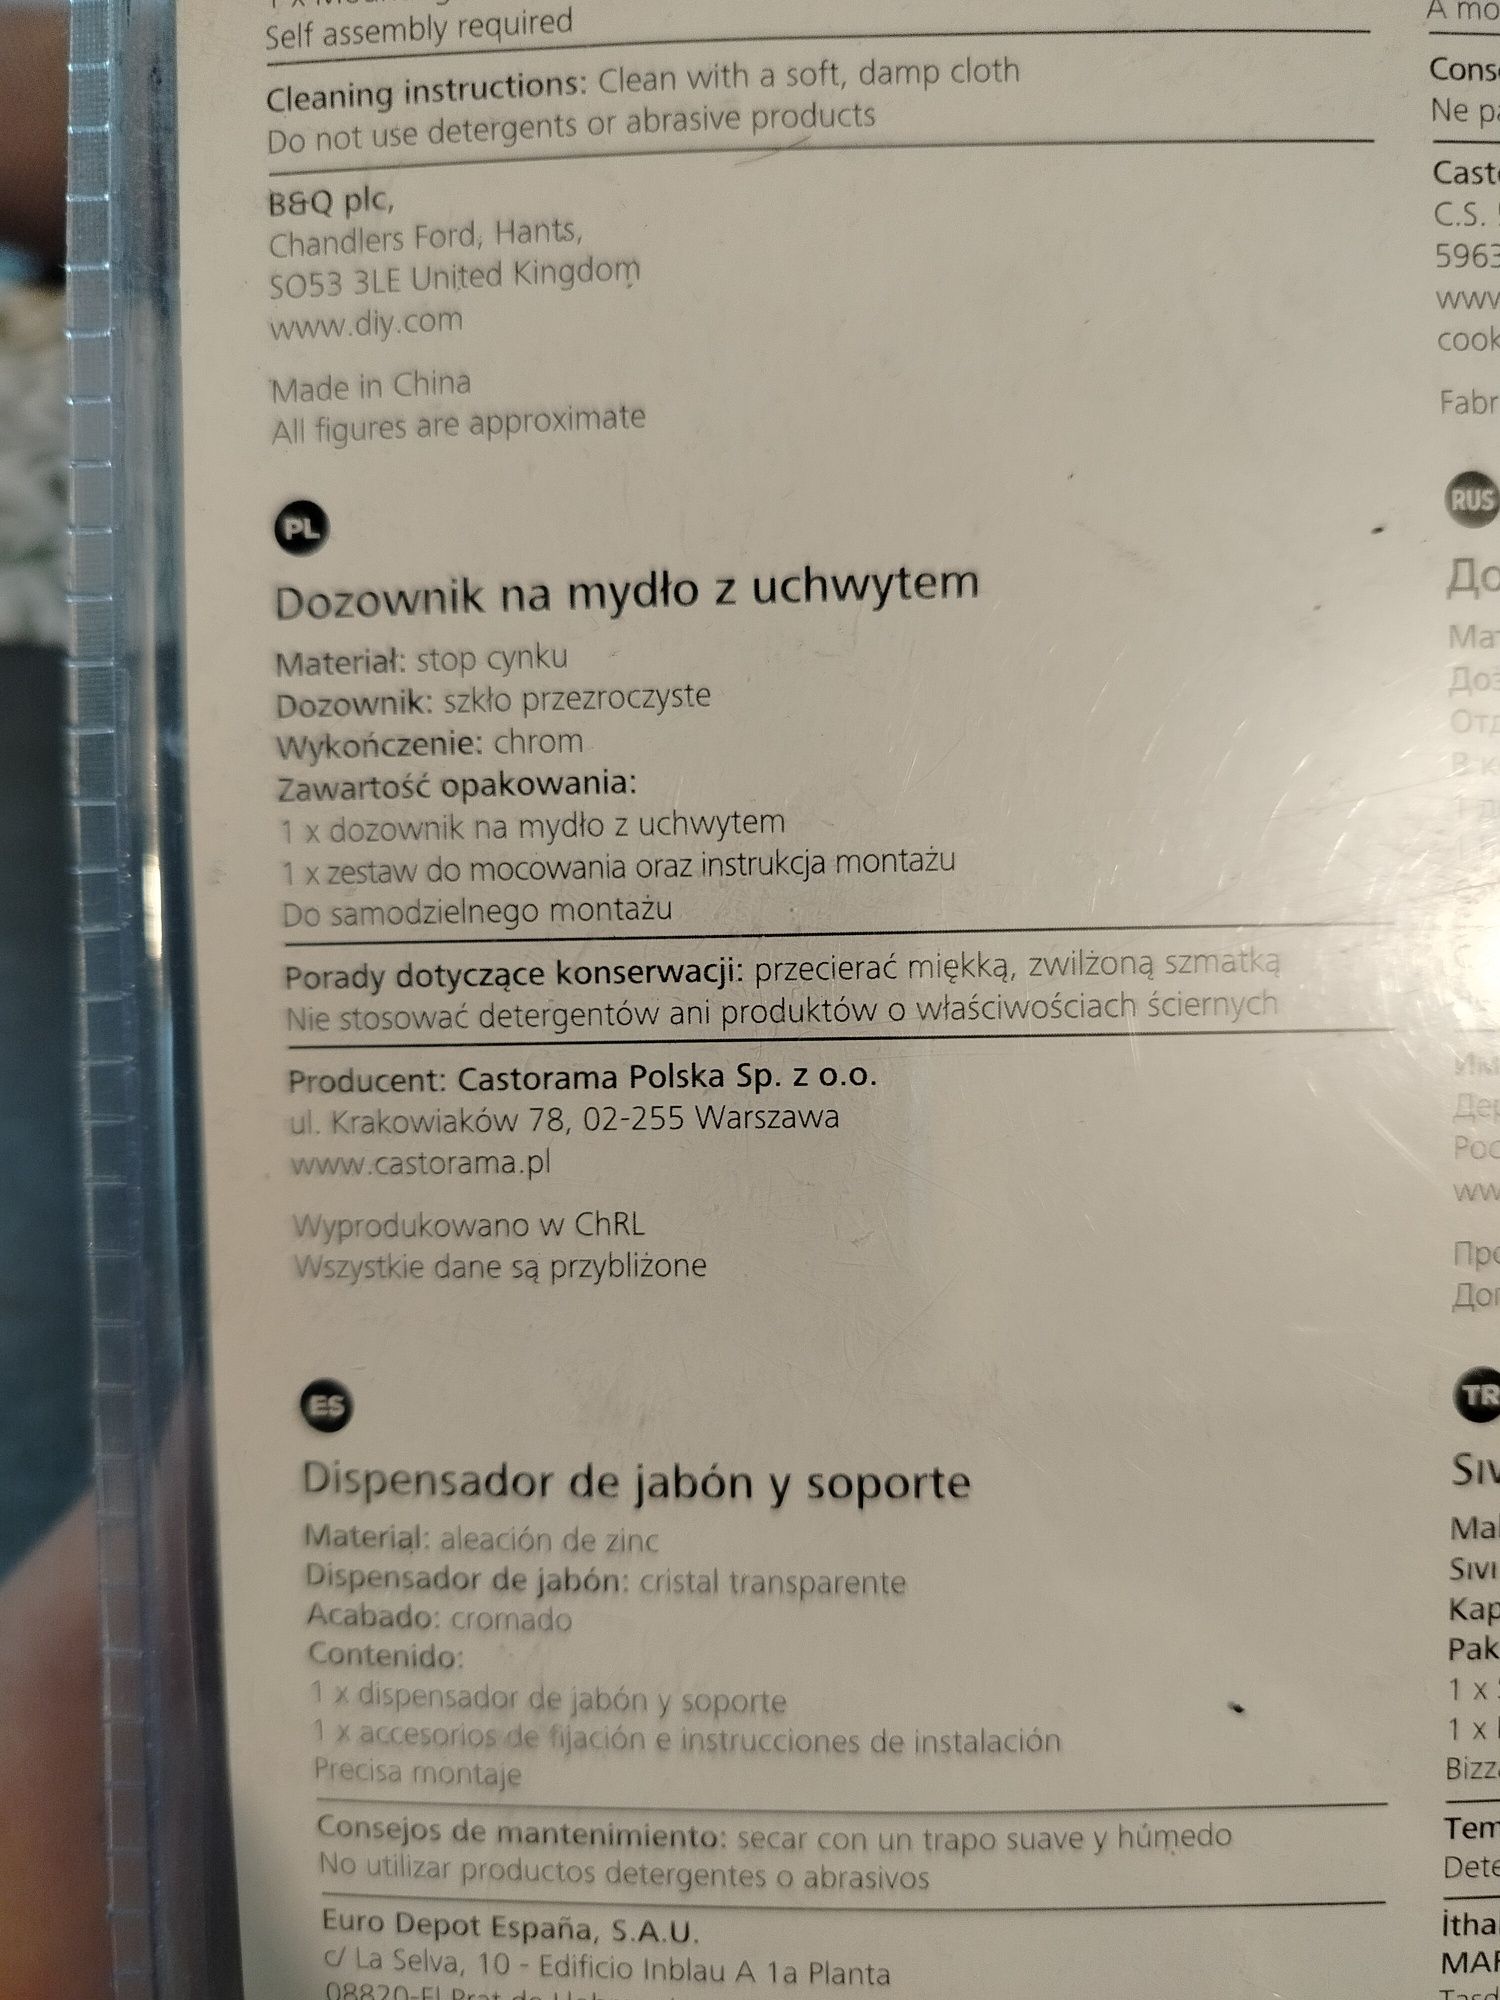 Self assembly required
Cleaning instructions: Clean with a soft, damp cloth
Do not use detergents or abrasive products
B&Q plc,
Chandlers Ford, Hants,
SO53 3LE United Kingdom
www.diy.com
Made in China
All figures are approximate
PL
Dozownik na mydło z uchwytem
Materiał: stop cynku
Dozownik: szkło przezroczyste
Wykończenie: chrom
Zawartość opakowania:
1 x dozownik na mydło z uchwytem
1 x zestaw do mocowania oraz instrukcja montażu
Do samodzielnego montażu
Porady dotyczące konserwacji: przecierać miękką, zwilżoną szmatką
Nie stosować detergentów ani produktów o właściwościach ściernych
Producent: Castorama Polska Sp. z o.o.
ul. Krakowiaków 78, 02-255 Warszawa
www.castorama.pl
Wyprodukowano w ChRL
Wszystkie dane są przybliżone
ES
Dispensador de jabón y soporte
Material: aleación de zinc
Dispensador de jabón: cristal transparente
Acabado: cromado
Contenido:
1 x dispensador de jabón y soporte
1 x accesorios de fijación e instrucciones de instalación
Precisa montaje
Consejos de mantenimiento: secar con un trapo suave y húmedo
No utilizar productos detergentes o abrasivos
Euro Depot España, S.A.U.
c/ La Selva, 10 - Edificio Inblau A 1a Planta
A
Ne
C.S.
RUS
TR
1 x
1 x